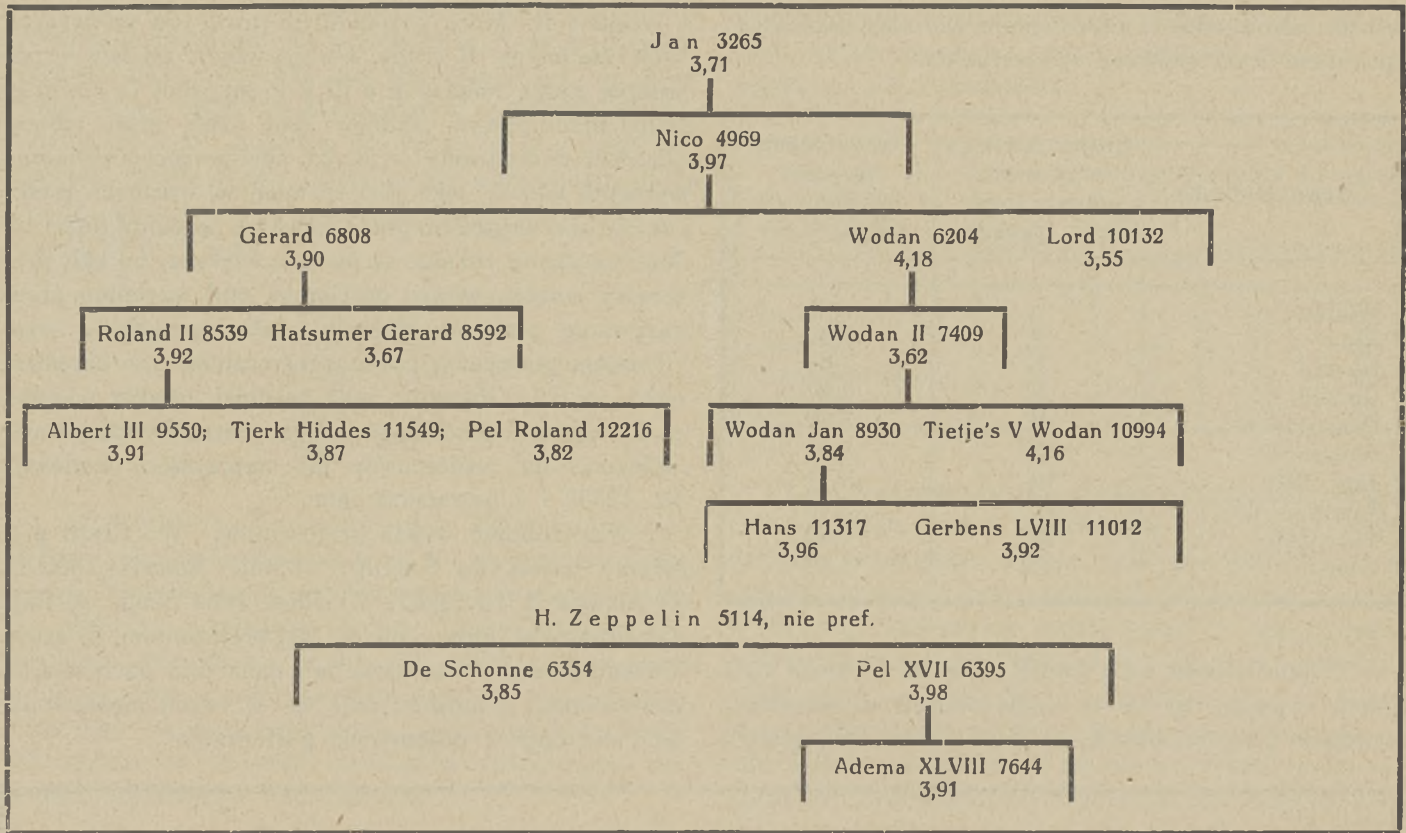 Jan 3265
3,71
Nico 4969
3,97
Gerard 6808 Wodan 6204 Lord 10132
3,90 4,18 3,55
Roland II 8539 Hatsumer Gerard 8592 Wodan II 7409
3,92 3,67 3,62
Albert III 9550; Tjerk Hiddes 11549; Pel Roland 12216 Wodan Jan 8930 Tietje's V Wodan 10994
3,91 3,87 3,82 3,84 4,16
Hans 11317 Gerbens LVIII 11012
3,96 3,92
H. Zeppelin 5114, nie pref.
De Schonne 6354 Pel XVII 6395
3,85 3,98
Adema XLVIII 7644
3,91